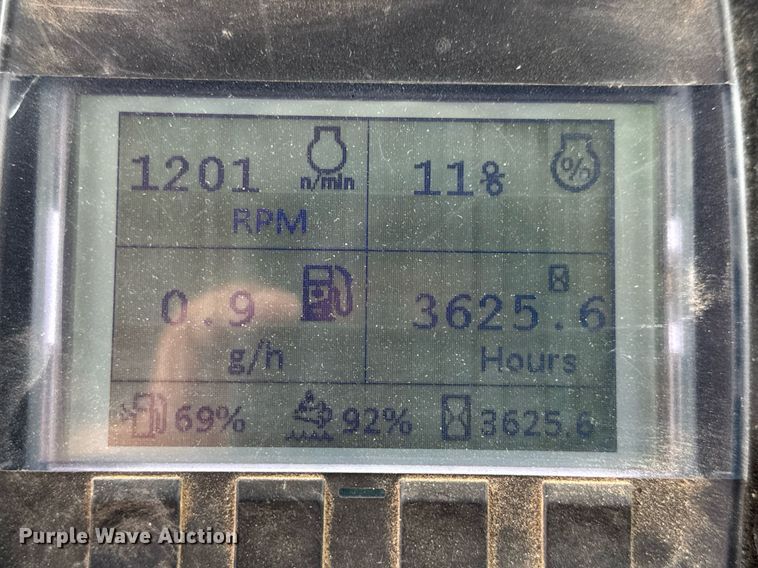 1201 n/min 11% %
RPM
0.9 3625.6
g/h Hours
69% 92% 3625.6
Purple Wave Auction